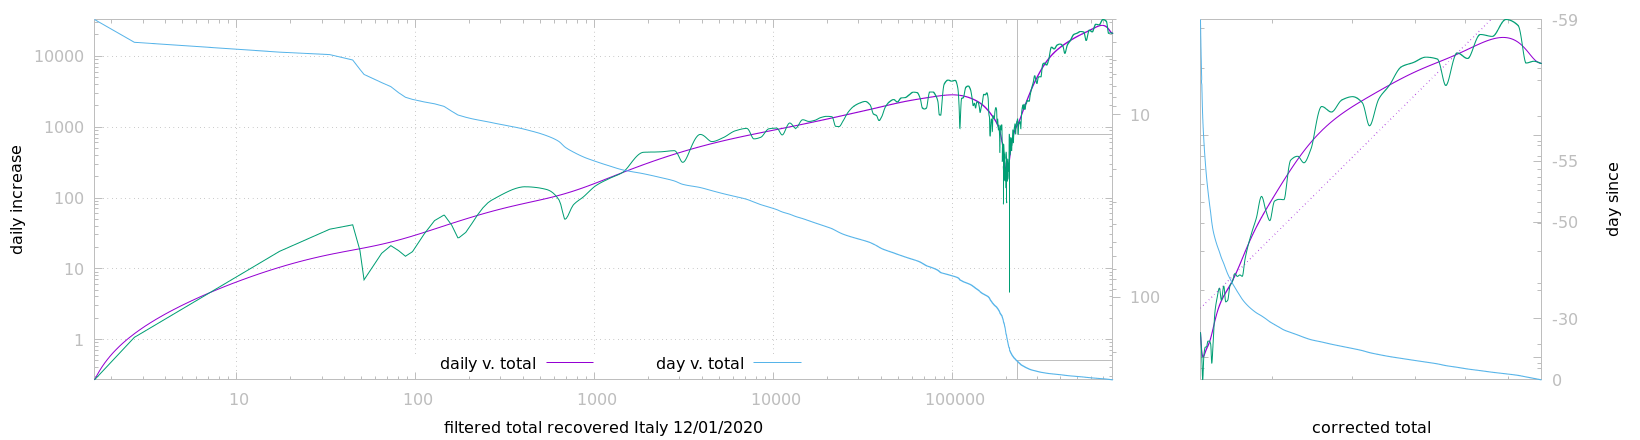 10000
1000
100
10
1
daily increase
daily v. total
day v. total
10
100
1000
10000
100000
filtered total recovered Italy 12/01/2020
10
100
-59
-55
-50
-30
0
day since
corrected total